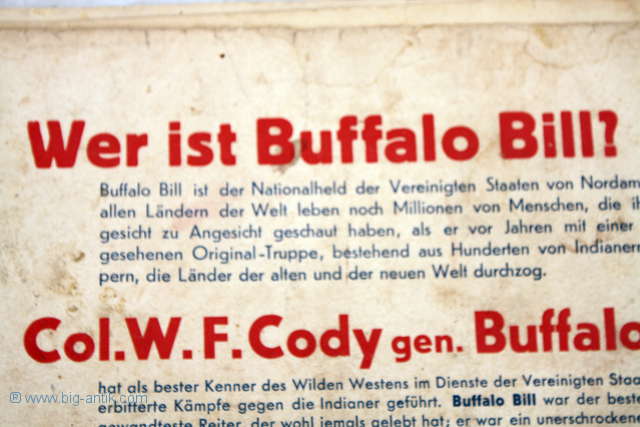 Wer ist Buffalo Bill?
Buffalo Bill ist der Nationalheld der Vereinigten Staaten von Nordam
allen Ländern der Welt leben noch Millionen von Menschen, die ih
gesicht zu Angesicht geschaut haben, als er vor Jahren mit einer
gesehenen Original-Truppe, bestehend aus Hunderten von Indianern
pern, die Länder der alten und der neuen Welt durchzog.
Col. W. F. Cody gen. Buffalo
hat als bester Kenner des Wilden Westens im Dienste der Vereinigten Staa
erbitterte Kämpfe gegen die Indianer geführt. Buffalo Bill war der beste
gewandteste Reiter, der wohl jemals gelebt hat; er war ein unerschrockene
© www.big-antik.com